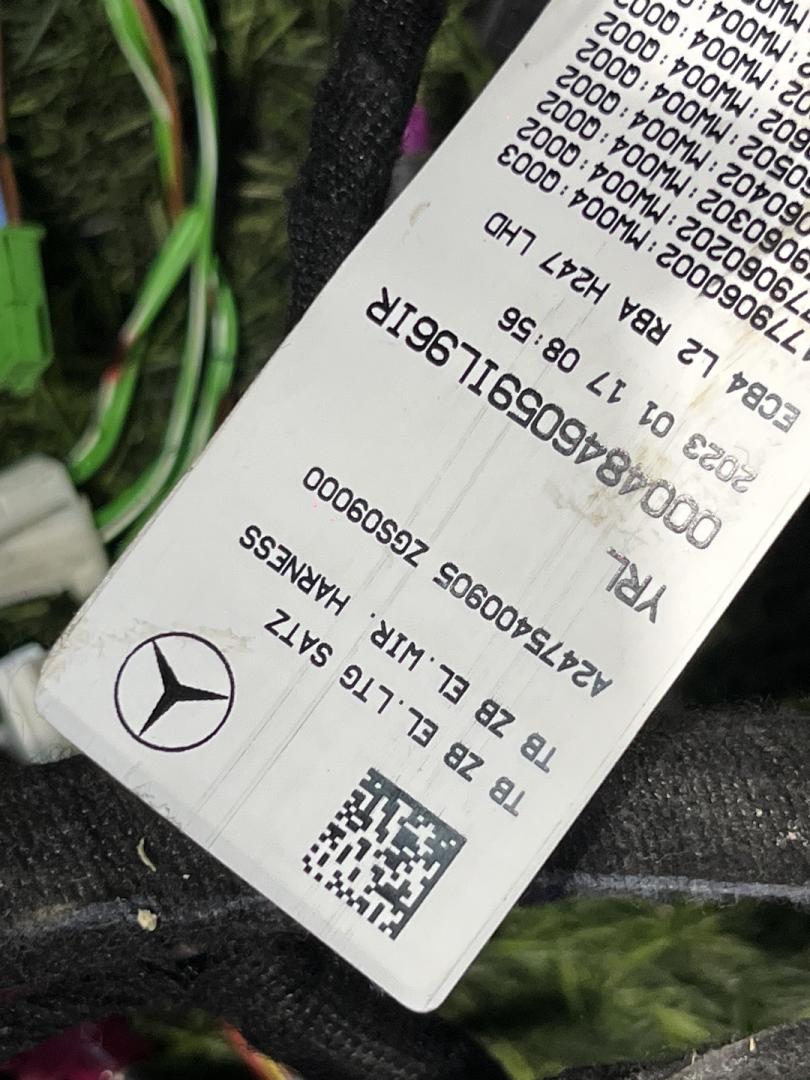 TB ZB EL.LTG SATZ
TB ZB EL.WIR. HARNESS
A2475400905 ZGS09000
YRL
0004846059IL96IR
2023 01 17 08:56
ECB4 L2 RBA H247 LHD
779060002:MW004:Q003
79060202:MW004:Q002
9060302:MW004:Q002
060402:MW004:Q002
0502:MW004:Q002
602:MW004:Q002